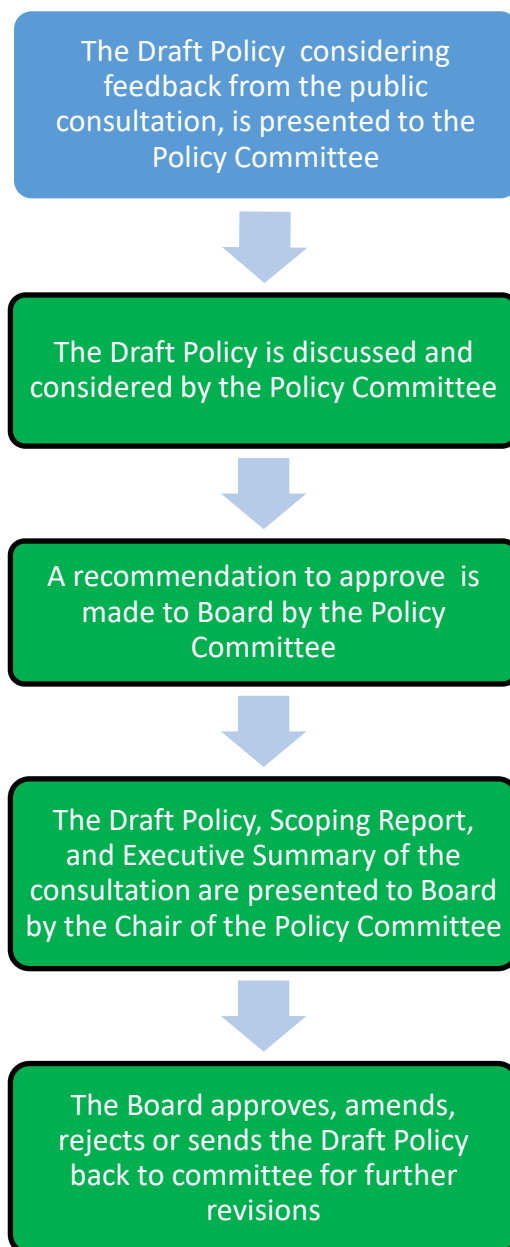 The Draft Policy  considering
feedback from the public
consultation, is presented to the
Policy Committee
The Draft Policy is discussed and
considered by the Policy Committee
A recommendation to approve  is
made to Board by the Policy
Committee
The Draft Policy, Scoping Report,
and Executive Summary of the
consultation are presented to Board
by the Chair of the Policy Committee
The Board approves, amends,
rejects or sends the Draft Policy
back to committee for further
revisions